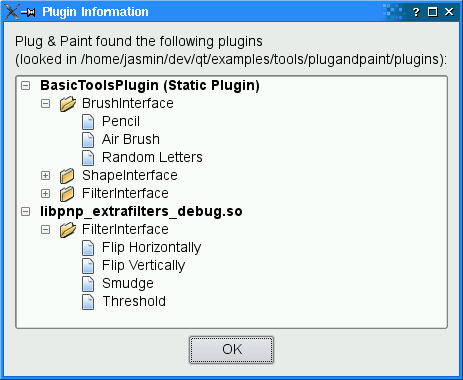 Plugin Information
Plug & Paint found the following plugins
(looked in /home/jasmin/dev/qt/examples/tools/plugandpaint/plugins):
BasicToolsPlugin (Static Plugin)
BrushInterface
Pencil
Air Brush
Random Letters
ShapeInterface
FilterInterface
libpnp_extrafilters_debug.so
FilterInterface
Flip Horizontally
Flip Vertically
Smudge
Threshold
OK